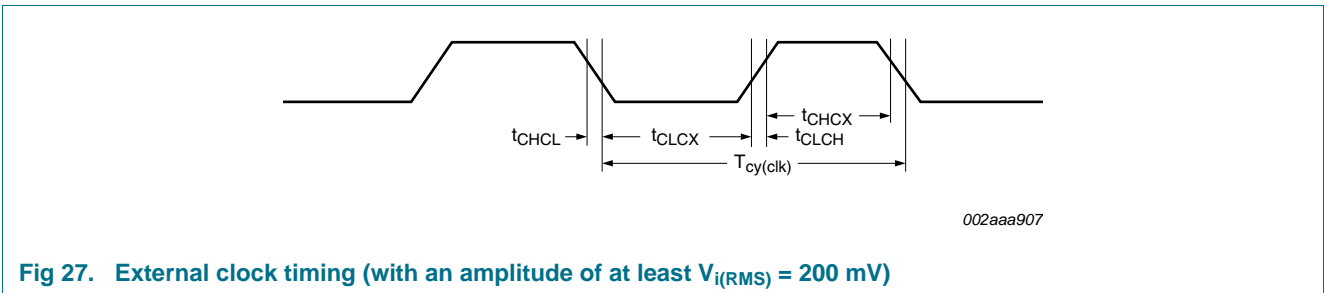 tCHCX
tCHCL
tCLCX
tCLCH
Tcy(clk)
002aaa907
Fig 27. External clock timing (with an amplitude of at least Vi(RMS) = 200 mV)